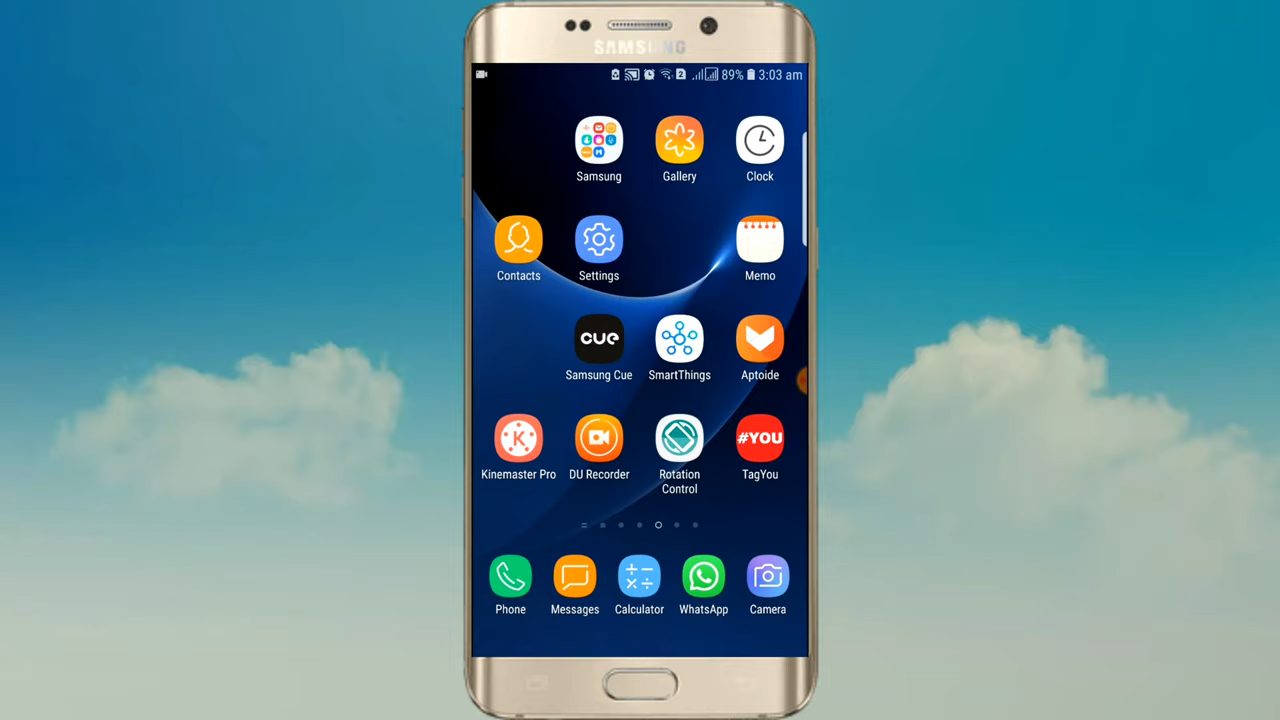 SAMSUNG
2 89% 3:03 am
Samsung Gallery Clock
Contacts Settings Memo
cue
Samsung Cue SmartThings Aptoide
K #YOU
Kinemaster Pro DU Recorder Rotation Control TagYou
Phone Messages Calculator WhatsApp Camera